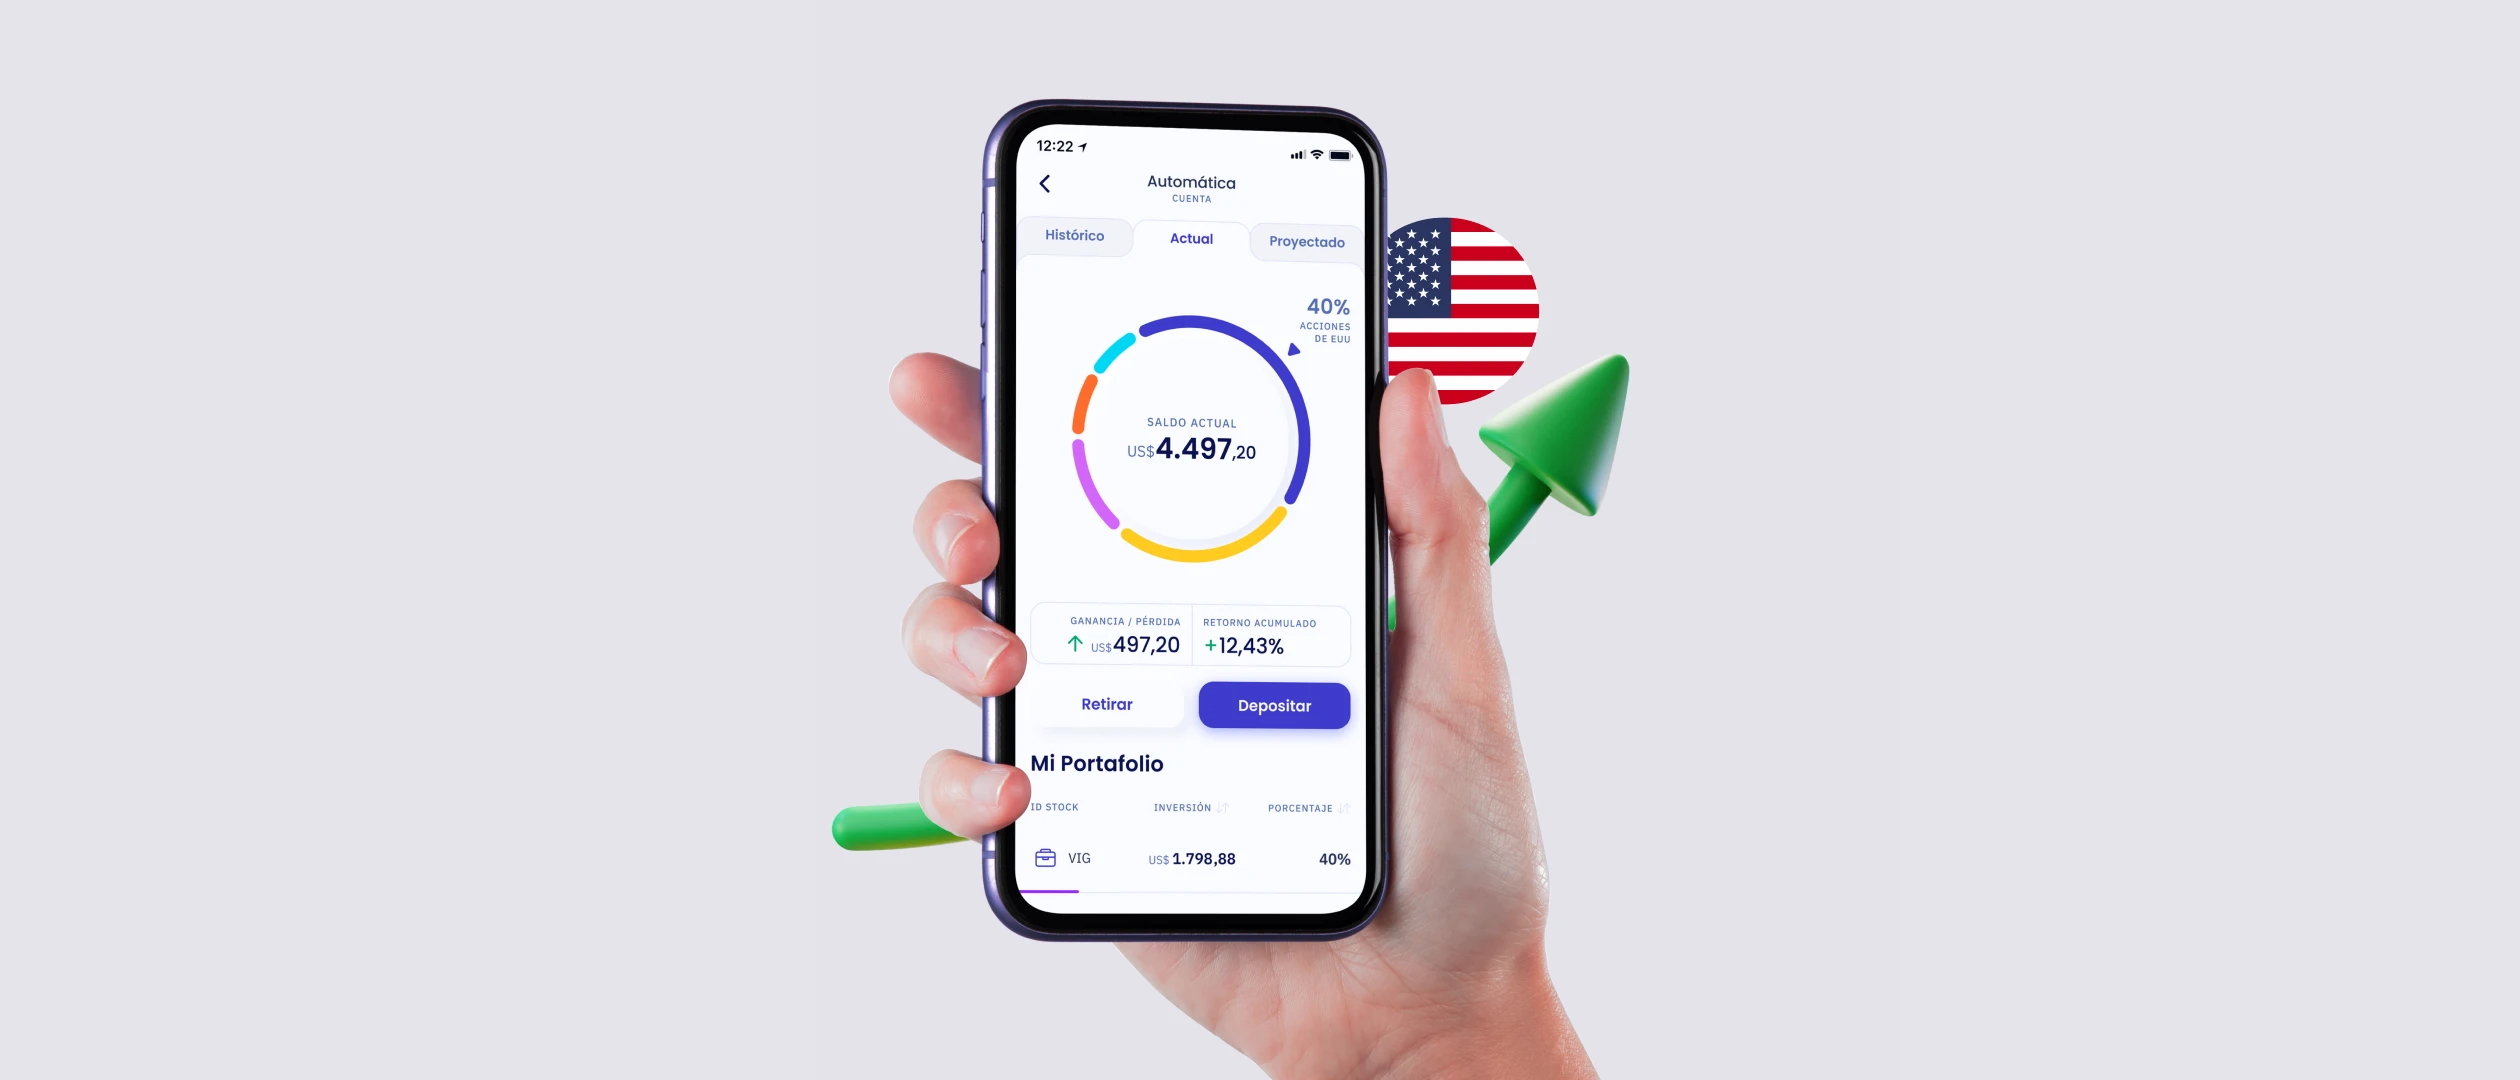 12:22
Automática
CUENTA
Histórico
Actual
Proyectado
40%
ACCIONES
DE EUU
SALDO ACTUAL
US$4.497,20
GANANCIA / PÉRDIDA
US$497,20
RETORNO ACUMULADO
+12,43%
Retirar
Depositar
Mi Portafolio
ID STOCK INVERSIÓN PORCENTAJE
VIG US$ 1.798,88 40%